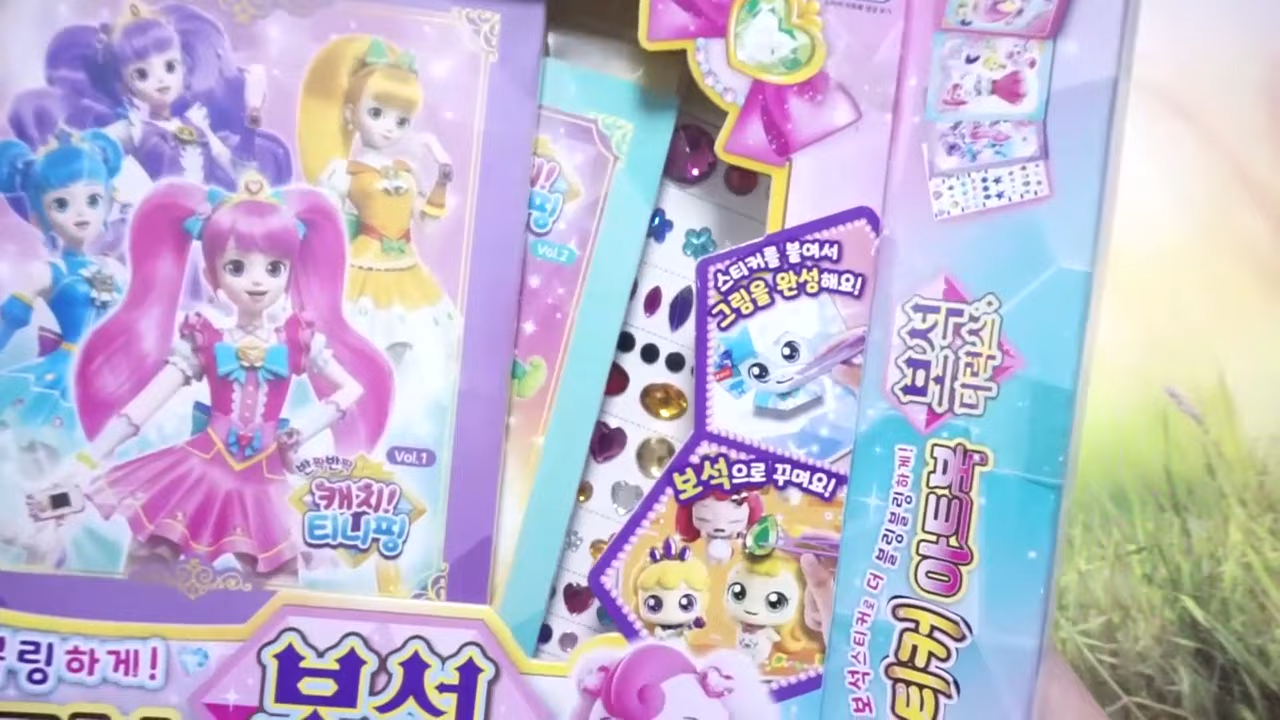 Vol.1
반짝반짝
캐치!
티니핑
Vol.2
스티커를 붙여서
그림을 완성해요!
보석으로 꾸며요!
링하게!
보석
보석
보석스티커로 더 블링블링하게!
티커 아트북